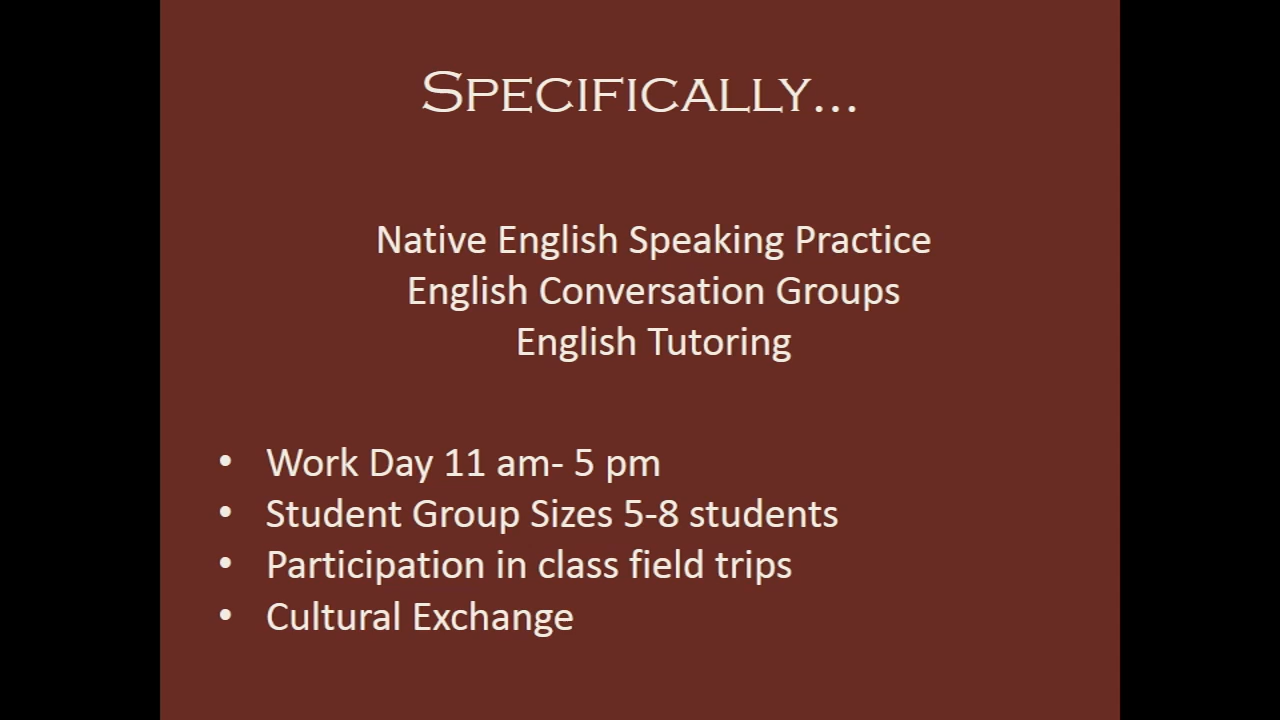 Specifically...
Native English Speaking Practice
English Conversation Groups
English Tutoring
• Work Day 11 am- 5 pm
• Student Group Sizes 5-8 students
• Participation in class field trips
• Cultural Exchange